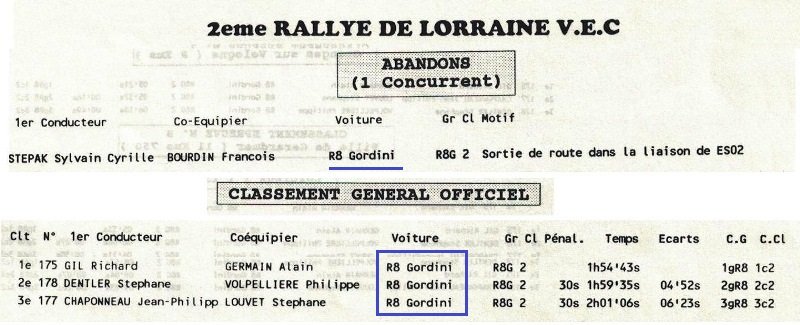 2eme RALLYE DE LORRAINE V.E.C
ABANDONS
(1 Concurrent)
1er Conducteur Co-Equipier Voiture Gr Cl Motif
STEPAK Sylvain Cyrille BOURDIN Francois R8 Gordini R8G 2 Sortie de route dans la liaison de ES02
CLASSEMENT GENERAL OFFICIEL
Clt N° 1er Conducteur Coéquipier Voiture Gr Cl Pénal. Temps Ecarts C.G C.Cl
1e 175 GIL Richard GERMAIN Alain R8 Gordini R8G 2 1h54'43s 1gR8 1c2
2e 178 DENTLER Stephane VOLPELLIERE Philippe R8 Gordini R8G 2 30s 1h59'35s 04'52s 2gR8 2c2
3e 177 CHAPONNEAU Jean-Philipp LOUVET Stephane R8 Gordini R8G 2 30s 2h01'06s 06'23s 3gR8 3c2